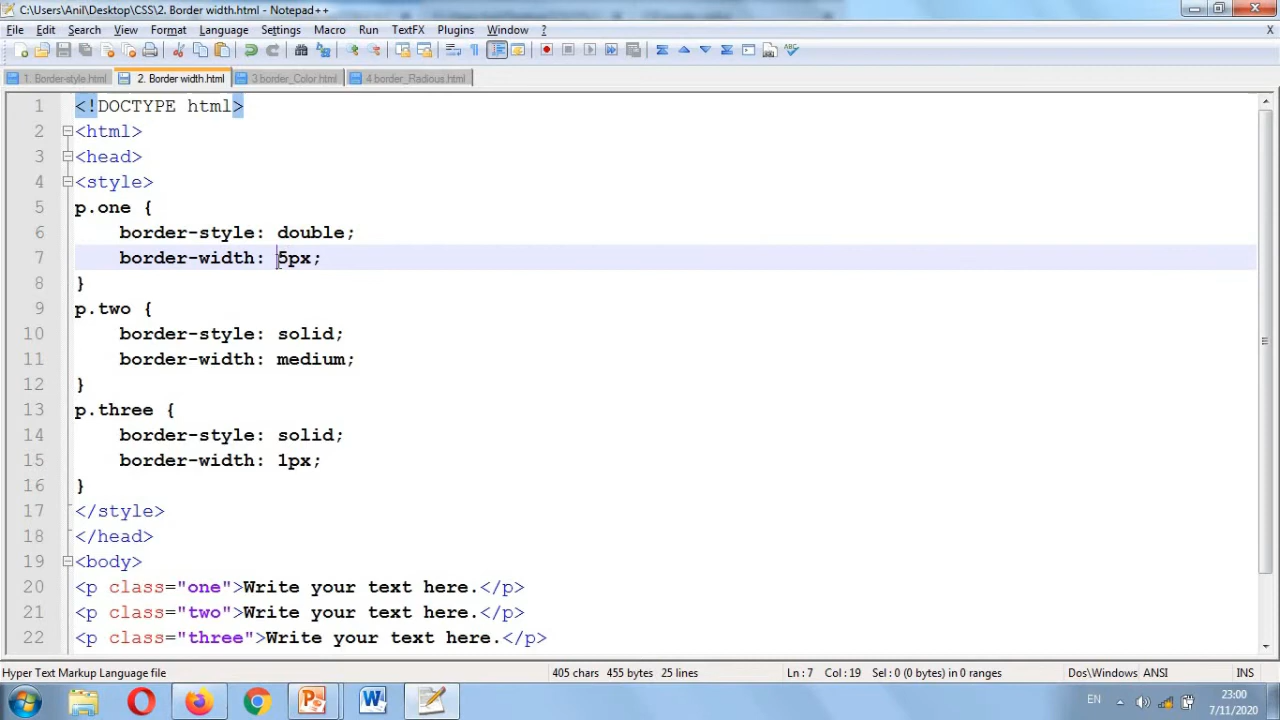 C:\Users\Anil\Desktop\CSS\2. Border width.html - Notepad++
File Edit Search View Format Language Settings Macro Run TextFX Plugins Window ? X
1. Border-style.html 2. Border width.html 3 border_Color.html 4 border_Radious.html
1 <!DOCTYPE html>
2 <html>
3 <head>
4 <style>
5 p.one {
6 border-style: double;
7 border-width: 5px;
8 }
9 p.two {
10 border-style: solid;
11 border-width: medium;
12 }
13 p.three {
14 border-style: solid;
15 border-width: 1px;
16 }
17 </style>
18 </head>
19 <body>
20 <p class="one">Write your text here.</p>
21 <p class="two">Write your text here.</p>
22 <p class="three">Write your text here.</p>
Hyper Text Markup Language file 405 chars 455 bytes 25 lines Ln : 7 Col : 19 Sel : 0 (0 bytes) in 0 ranges Dos\Windows ANSI INS
EN 23:00
7/11/2020